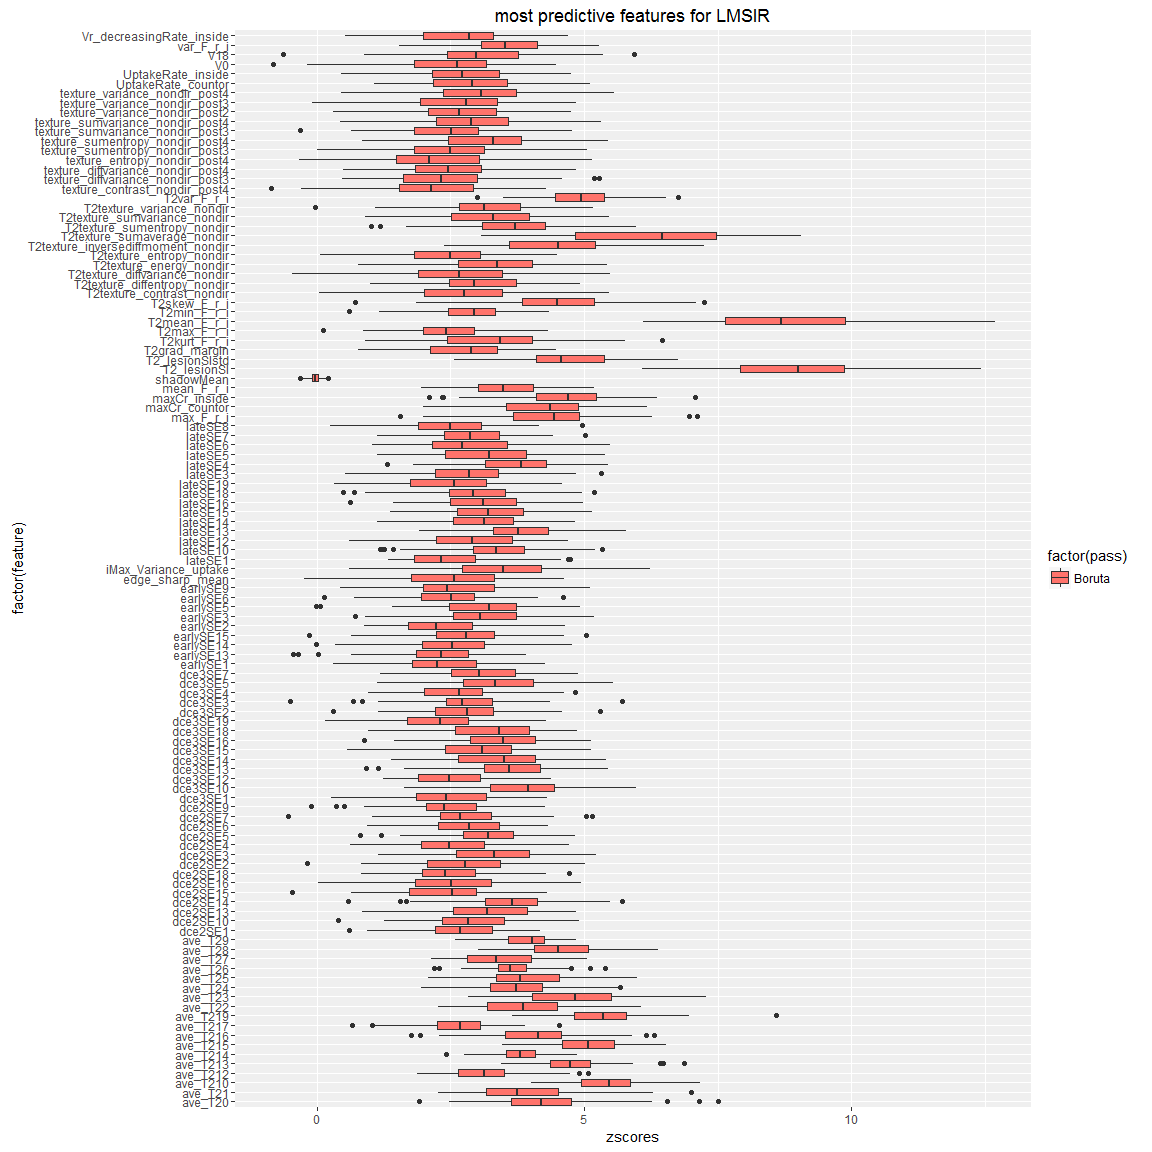 most predictive features for LMSIR
Vr_decreasingRate_inside
var_F_r_i
V18
V0
UptakeRate_inside
UptakeRate_contor
texture_variance_nondir_post4
texture_variance_nondir_post3
texture_variance_nondir_post2
texture_sumvariance_nondir_post4
texture_sumvariance_nondir_post3
texture_sumentropy_nondir_post4
texture_sumentropy_nondir_post3
texture_entropy_nondir_post4
texture_diffvariance_nondir_post4
texture_diffvariance_nondir_post3
texture_contrast_nondir_post4
T2var_F_r_i
T2texture_variance_nondir
T2texture_sumvariance_nondir
T2texture_sumentropy_nondir
T2texture_sumaverage_nondir
T2texture_inversediffmoment_nondir
T2texture_entropy_nondir
T2texture_energy_nondir
T2texture_diffvariance_nondir
T2texture_diffentropy_nondir
T2texture_contrast_nondir
T2skew_F_r_i
T2min_F_r_i
T2mean_F_r_i
T2max_F_r_i
T2kurt_F_r_i
T2grad_margin
T2_lesionSIstd
T2_lesionSI
shadowMean
mean_F_r_i
maxCr_inside
maxCr_countor
max_F_r_i
lateSE8
lateSE7
lateSE6
lateSE5
lateSE4
lateSE3
lateSE19
lateSE18
lateSE16
lateSE15
lateSE14
lateSE13
lateSE12
lateSE10
lateSE1
iMax_Variance_uptake
edge_sharp_mean
earlySE9
earlySE6
earlySE5
earlySE3
earlySE2
earlySE15
earlySE14
earlySE13
earlySE1
dce3SE7
dce3SE5
dce3SE4
dce3SE3
dce3SE2
dce3SE19
dce3SE18
dce3SE16
dce3SE15
dce3SE14
dce3SE13
dce3SE12
dce3SE10
dce3SE1
dce2SE9
dce2SE7
dce2SE6
dce2SE5
dce2SE4
dce2SE3
dce2SE2
dce2SE18
dce2SE16
dce2SE15
dce2SE14
dce2SE13
dce2SE10
dce2SE1
ave_T29
ave_T28
ave_T27
ave_T26
ave_T25
ave_T24
ave_T23
ave_T22
ave_T219
ave_T217
ave_T216
ave_T215
ave_T214
ave_T213
ave_T212
ave_T210
ave_T21
ave_T20
factor(feature)
0 5 10
zscores
factor(pass)
Boruta